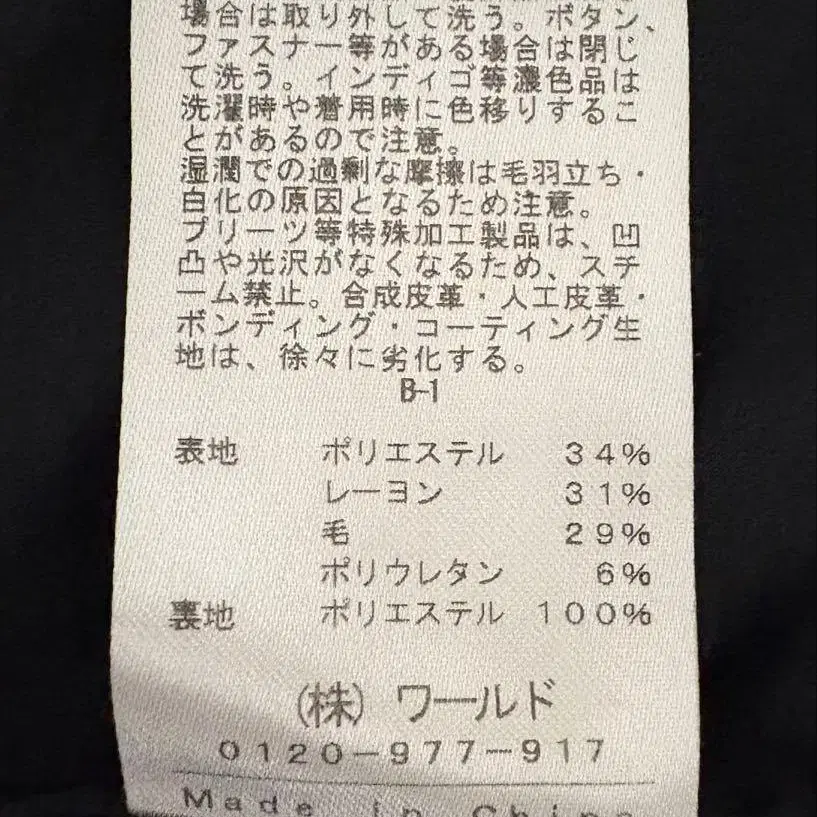 場合は取り外して洗う。ボタン、
ファスナー等がある場合は閉じ
て洗う。インディゴ等濃色品は
洗濯時や着用時に色移りするこ
とがあるので注意。
湿潤での過剰な摩擦は毛羽立ち・
白化の原因となるため注意。
プリーツ等特殊加工製品は、凹
凸や光沢がなくなるため、スチ
ーム禁止。合成皮革・人工皮革・
ボンディング・コーティング生
地は、徐々に劣化する。
B-1
表地 ポリエステル 34%
レーヨン 31%
毛 29%
ポリウレタン 6%
裏地 ポリエステル 100%
(株) ワールド
0120-977-917
Made in China